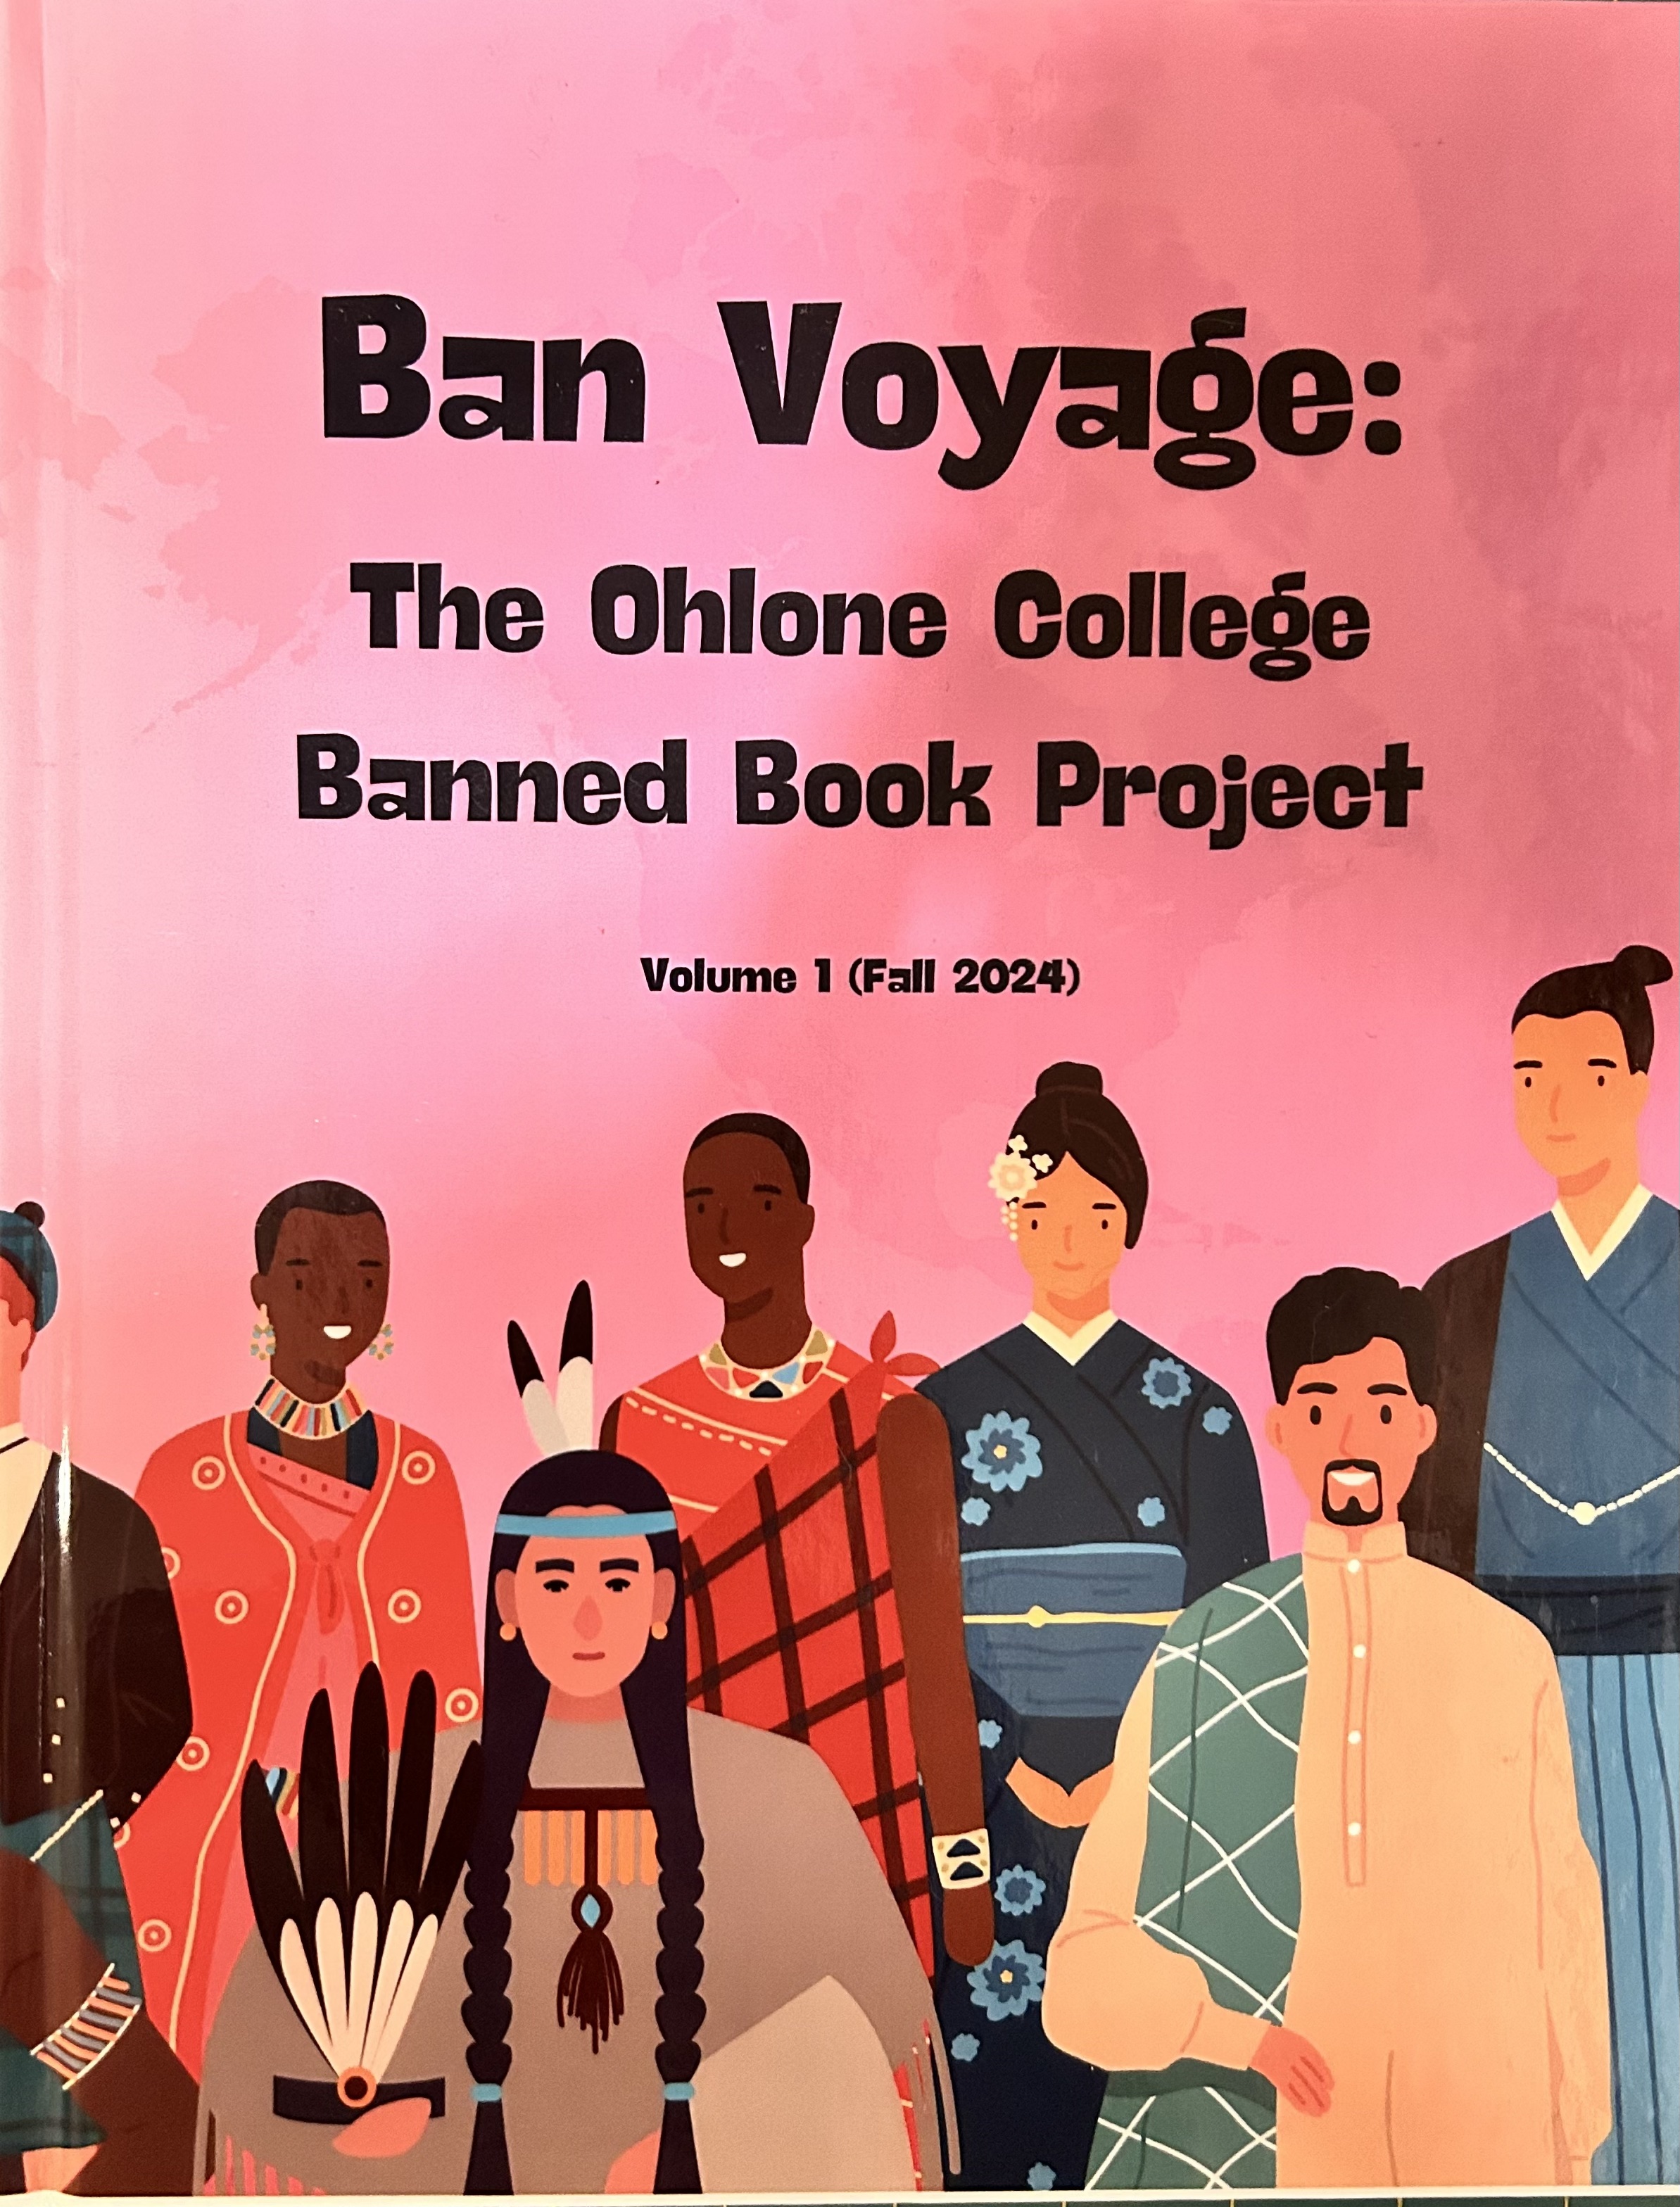 Ban Voyage:
The Ohlone College
Banned Book Project
Volume 1 (Fall 2024)